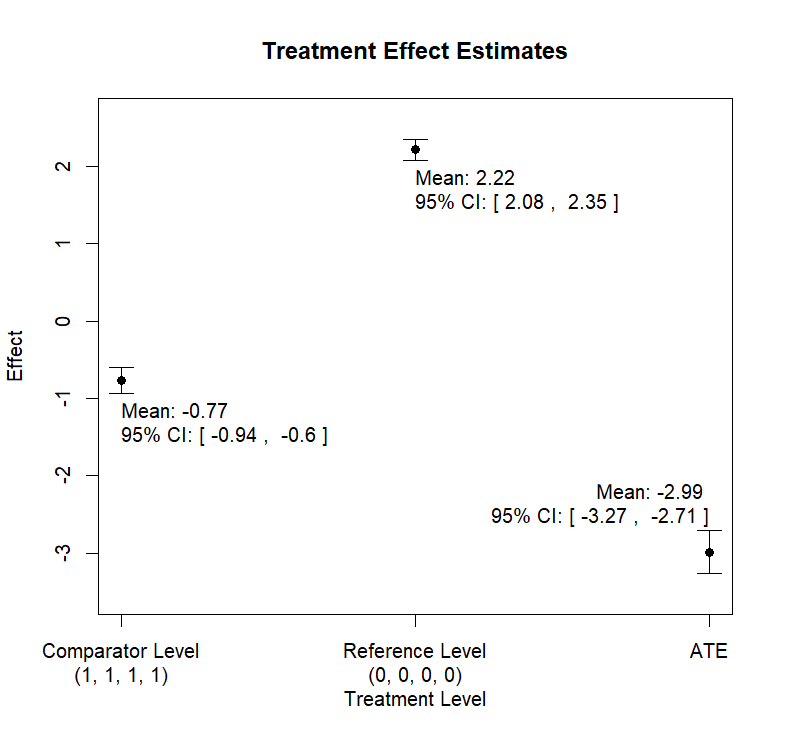 Treatment Effect Estimates
Effect
2
1
0
-1
-2
-3
Mean: 2.22
95% CI: [ 2.08 ,  2.35 ]
Mean: -0.77
95% CI: [ -0.94 ,  -0.6 ]
Mean: -2.99
95% CI: [ -3.27 ,  -2.71 ]
Comparator Level
(1, 1, 1, 1)
Reference Level
(0, 0, 0, 0)
ATE
Treatment Level